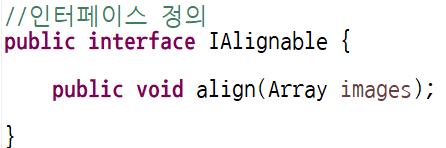 //인터페이스 정의
public interface IAlignable {
public void align(Array images);
}